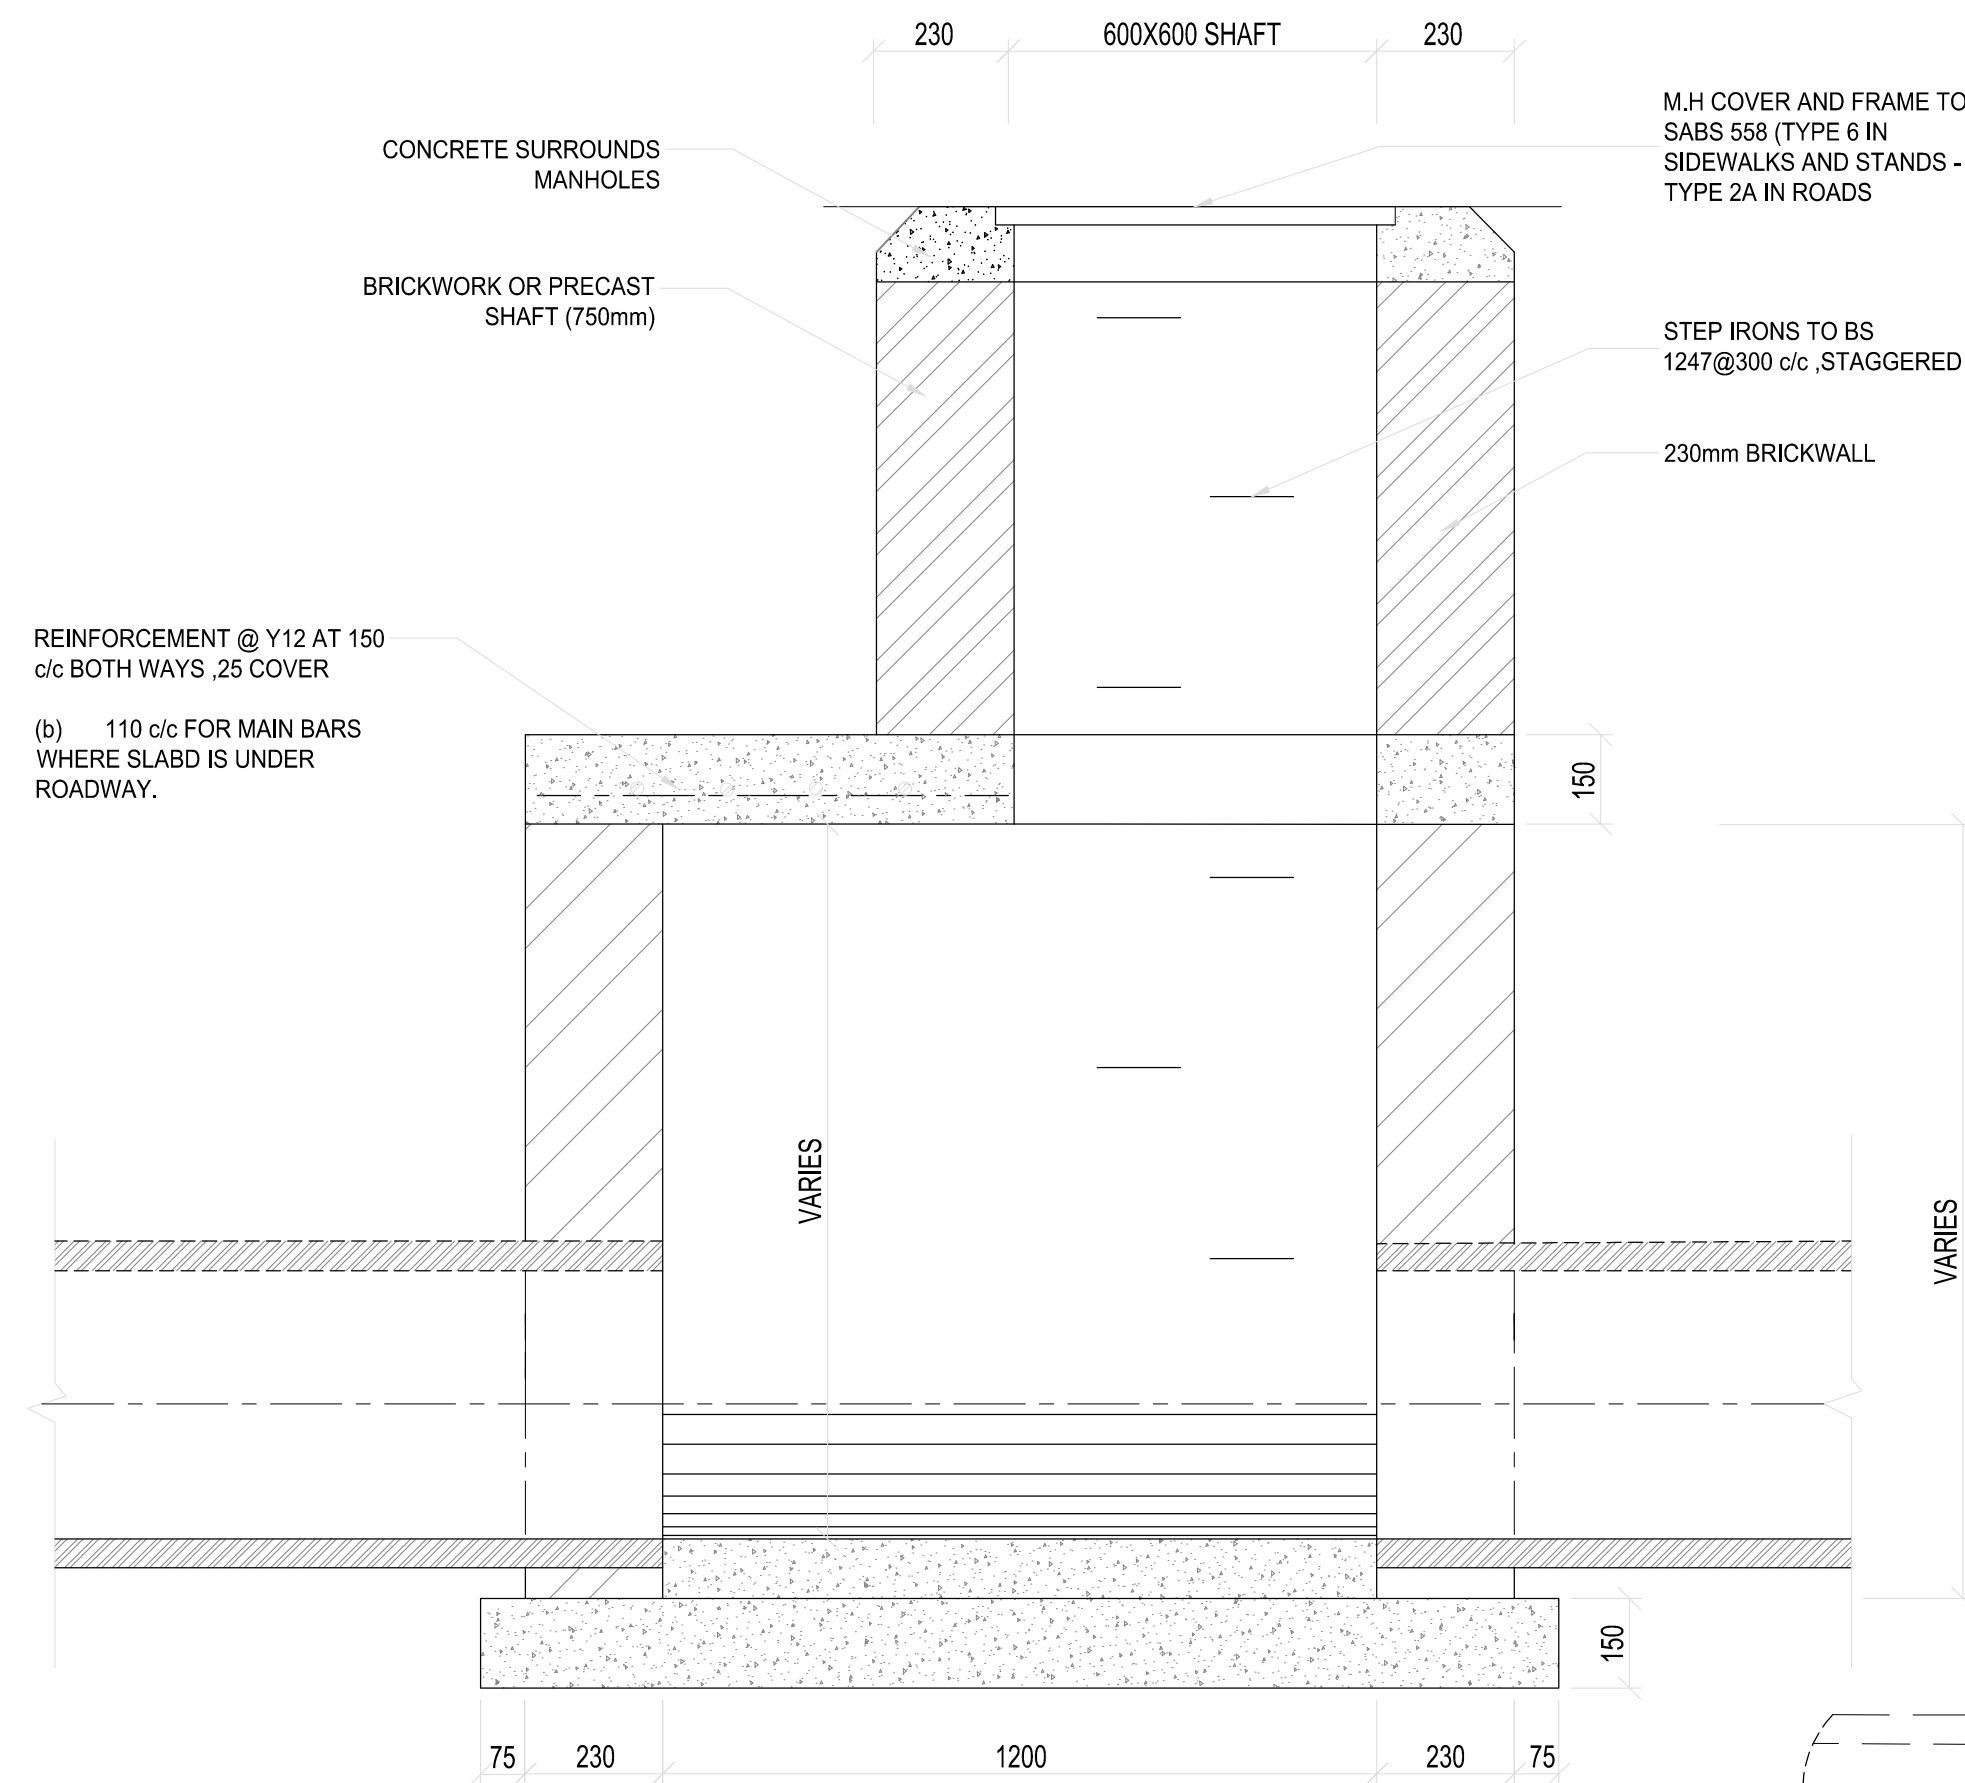 230
600X600 SHAFT
230
M.H COVER AND FRAME TO
SABS 558 (TYPE 6 IN
SIDEWALKS AND STANDS -
TYPE 2A IN ROADS
CONCRETE SURROUNDS
MANHOLES
BRICKWORK OR PRECAST
SHAFT (750mm)
STEP IRONS TO BS
1247@300 c/c ,STAGGERED
230mm BRICKWALL
REINFORCEMENT @ Y12 AT 150
c/c BOTH WAYS ,25 COVER
(b) 110 c/c FOR MAIN BARS
WHERE SLABD IS UNDER
ROADWAY.
150
VARIES
VARIES
150
75
230
1200
230
75